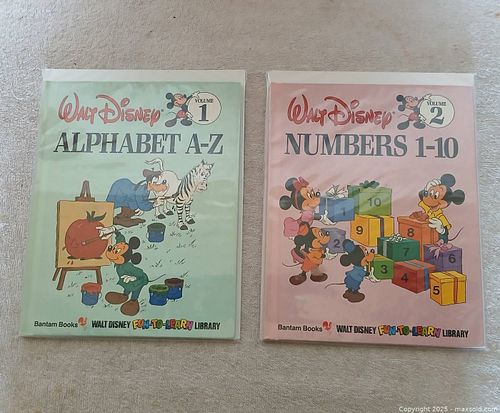 Walt Disney
VOLUME
1
ALPHABET A-Z
Bantam Books
WALT DISNEY FUN-TO-LEARN LIBRARY
Walt Disney
VOLUME
2
NUMBERS 1-10
1
10
9
8
2
7
6
3
4
5
Bantam Books
WALT DISNEY FUN-TO-LEARN LIBRARY
Copyright 2025 - maxsold.com